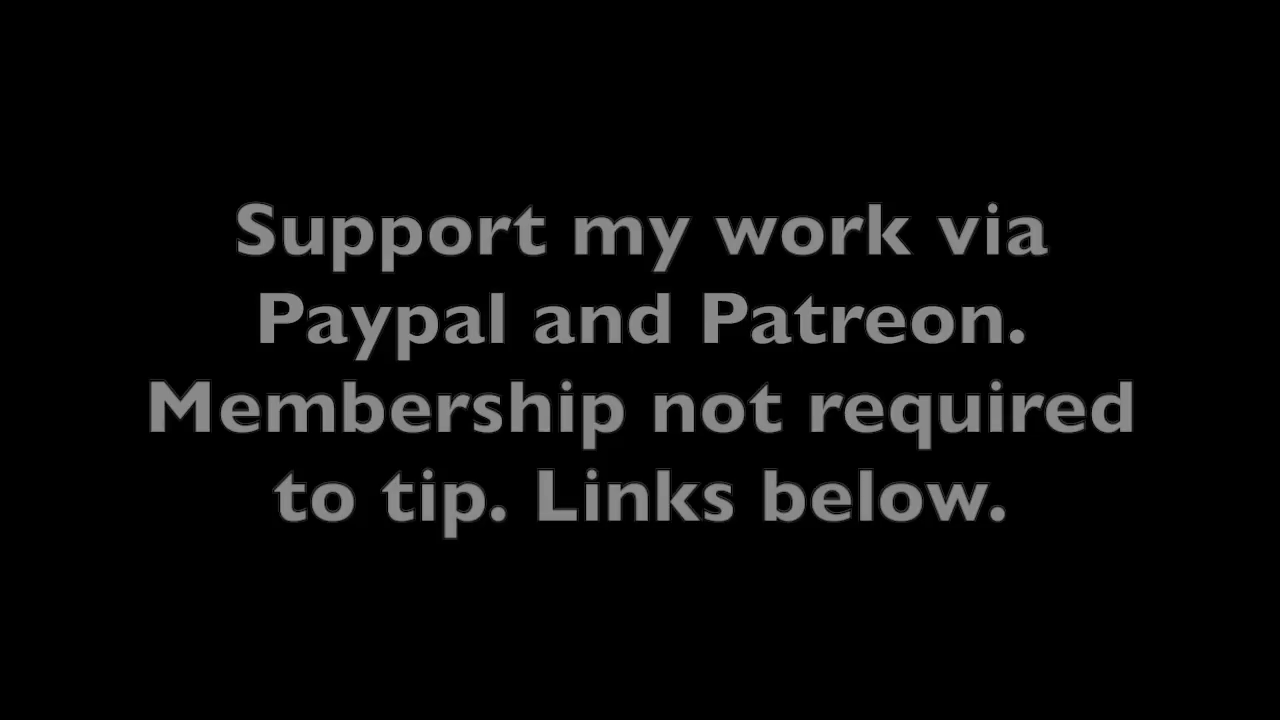 Support my work via
Paypal and Patreon.
Membership not required
to tip. Links below.